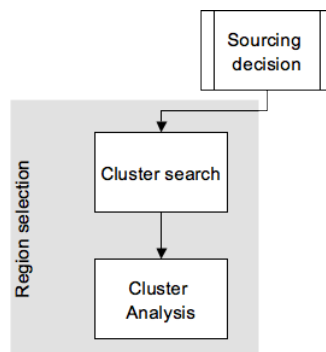 Sourcing
decision
Region selection
Cluster search
Cluster
Analysis